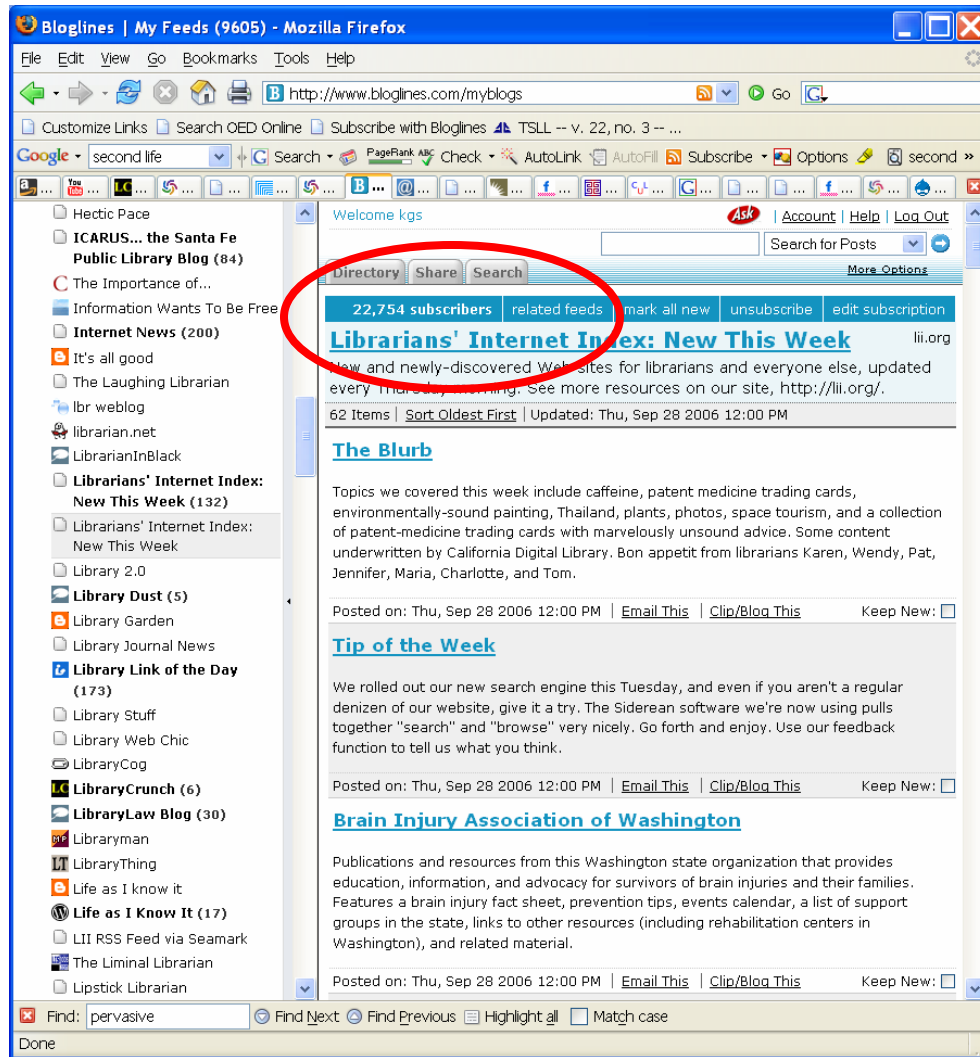 Bloglines | My Feeds (9605) - Mozilla Firefox
File Edit View Go Bookmarks Tools Help
http://www.bloglines.com/myblogs Go
Customize Links Search OED Online Subscribe with Bloglines TSLL -- v. 22, no. 3 -- ...
Google second life Search PageRank ABC Check AutoLink AutoFill Subscribe Options second »
Hectic Pace
ICARUS... the Santa Fe
Public Library Blog (84)
The Importance of...
Information Wants To Be Free
Internet News (200)
It's all good
The Laughing Librarian
lbr weblog
librarian.net
LibrarianInBlack
Librarians' Internet Index:
New This Week (132)
Librarians' Internet Index:
New This Week
Library 2.0
Library Dust (5)
Library Garden
Library Journal News
Library Link of the Day
(173)
Library Stuff
Library Web Chic
LibraryCog
LibraryCrunch (6)
LibraryLaw Blog (30)
Libraryman
LibraryThing
Life as I know it
Life as I Know It (17)
LII RSS Feed via Seamark
The Liminal Librarian
Lipstick Librarian
Welcome kgs Ask | Account | Help | Log Out
Search for Posts
Directory Share Search More Options
22,754 subscribers related feeds mark all new unsubscribe edit subscription
Librarians' Internet Index: New This Week lii.org
New and newly-discovered Web sites for librarians and everyone else, updated
every Thursday morning. See more resources on our site, http://lii.org/.
62 Items | Sort Oldest First | Updated: Thu, Sep 28 2006 12:00 PM
The Blurb
Topics we covered this week include caffeine, patent medicine trading cards,
environmentally-sound painting, Thailand, plants, photos, space tourism, and a collection
of patent-medicine trading cards with marvelously unsound advice. Some content
underwritten by California Digital Library. Bon appetit from librarians Karen, Wendy, Pat,
Jennifer, Maria, Charlotte, and Tom.
Posted on: Thu, Sep 28 2006 12:00 PM | Email This | Clip/Blog This Keep New:
Tip of the Week
We rolled out our new search engine this Tuesday, and even if you aren't a regular
denizen of our website, give it a try. The Siderean software we're now using pulls
together "search" and "browse" very nicely. Go forth and enjoy. Use our feedback
function to tell us what you think.
Posted on: Thu, Sep 28 2006 12:00 PM | Email This | Clip/Blog This Keep New:
Brain Injury Association of Washington
Publications and resources from this Washington state organization that provides
education, information, and advocacy for survivors of brain injuries and their families.
Features a brain injury fact sheet, prevention tips, events calendar, a list of support
groups in the state, links to other resources (including rehabilitation centers in
Washington), and related material.
Posted on: Thu, Sep 28 2006 12:00 PM | Email This | Clip/Blog This Keep New:
Find: pervasive Find Next Find Previous Highlight all Match case
Done